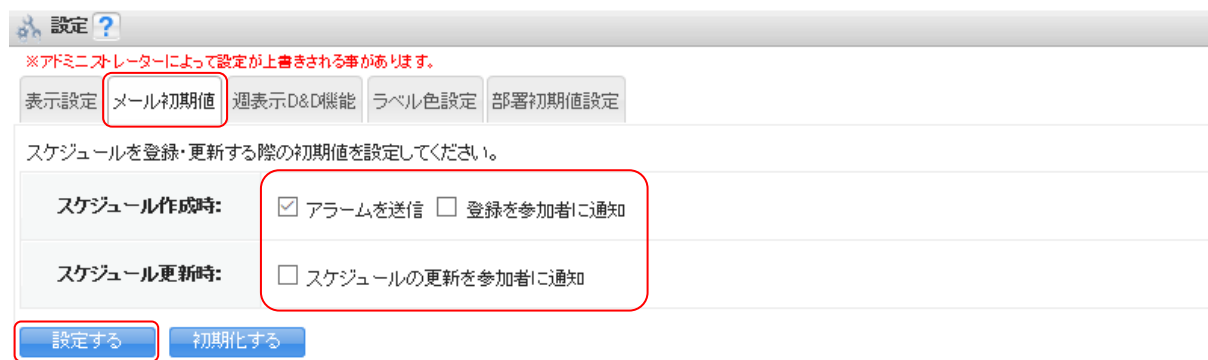 設定 ?
※アドミニストレーターによって設定が上書きされる事があります。
表示設定 メール初期値 週表示D&D機能 ラベル色設定 部署初期値設定
スケジュールを登録・更新する際の初期値を設定してください。
スケジュール作成時: アラームを送信 登録を参加者に通知
スケジュール更新時: スケジュールの更新を参加者に通知
設定する 初期化する